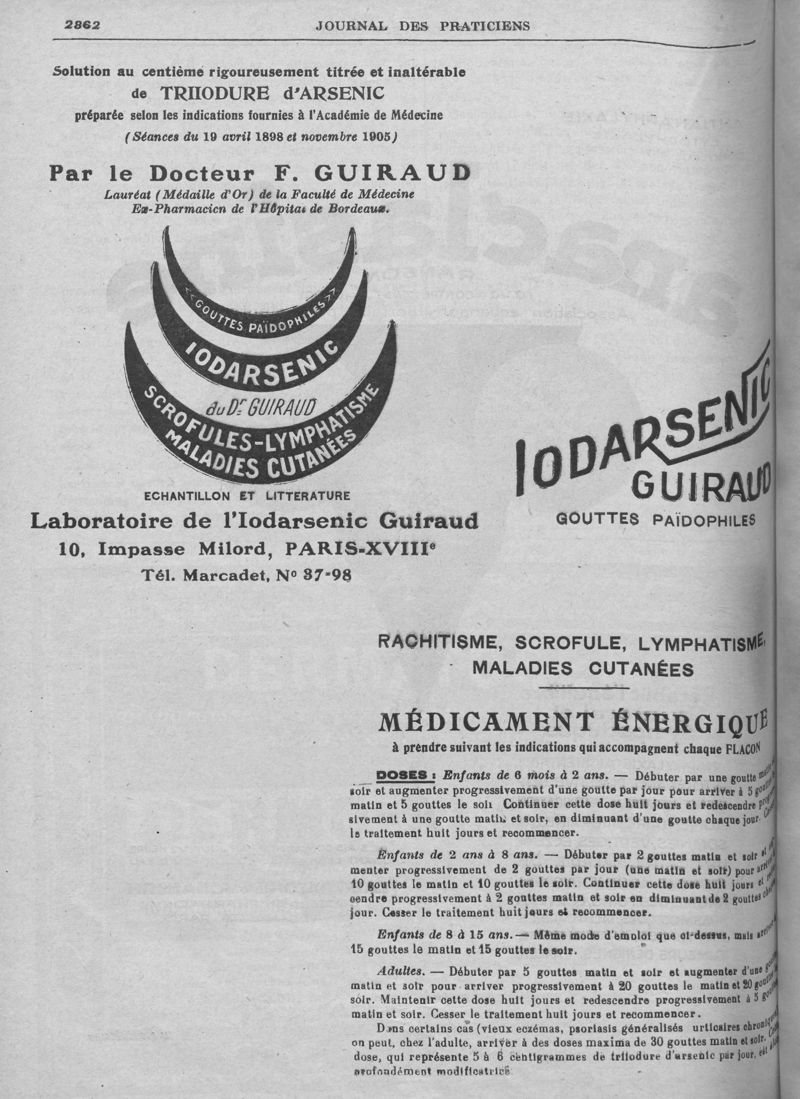 2862
JOURNAL DES PRATICIENS
Solution au centième rigoureusement titrée et inaltérable
de TRIIODURE d'ARSENIC
préparée selon les indications fournies à l'Académie de Médecine
(Séances du 19 avril 1898 et novembre 1905)
Par le Docteur F. GUIRAUD
Lauréat (Médaille d'Or) de la Faculté de Médecine
Ex-Pharmacien de l'Hôpital de Bordeaux.
«GOUTTES PAÏDOPHILES»
IODARSENIC
du Dr GUIRAUD
SCROFULES-LYMPHATISME
MALADIES CUTANÉES
ECHANTILLON ET LITTERATURE
Laboratoire de l'Iodarsenic Guiraud
10, Impasse Milord, PARIS-XVIIIe
Tél. Marcadet, No 37-98
IODARSENIC
GUIRAUD
GOUTTES PAÏDOPHILES
RACHITISME, SCROFULE, LYMPHATISME,
MALADIES CUTANÉES
MÉDICAMENT ÉNERGIQUE
à prendre suivant les indications qui accompagnent chaque FLACON
DOSES : Enfants de 6 mois à 2 ans. — Débuter par une goutte
soir et augmenter progressivement d'une goutte par jour pour arriver à 5
matin et 5 gouttes le soir Continuer cette dose huit jours et redescendre
sivement à une goutte matin et soir, en diminuant d'une goutte chaque jour.
le traitement huit jours et recommencer.
Enfants de 2 ans à 8 ans. — Débuter par 2 gouttes matin et soir et
menter progressivement de 2 gouttes par jour (une matin et soir) pour
10 gouttes le matin et 10 gouttes le soir. Continuer cette dose huit jours et
cendre progressivement à 2 gouttes matin et soir en diminuant de 2 gouttes
jour. Cesser le traitement huit jours et recommencer.
Enfants de 8 à 15 ans. — Même mode d'emploi que ci-dessus, mais
15 gouttes le matin et 15 gouttes le soir.
Adultes. — Débuter par 5 gouttes matin et soir et augmenter d'une
matin et soir pour arriver progressivement à 20 gouttes le matin et 20
soir. Maintenir cette dose huit jours et redescendre progressivement à 5
matin et soir. Cesser le traitement huit jours et recommencer.
Dans certains cas (vieux eczémas, psoriasis généralisés urticaires
on peut, chez l'adulte, arriver à des doses maxima de 30 gouttes matin et soir.
dose, qui représente 5 à 6 centigrammes de triiodure d'arsenic par jour, est
profondément modificatrice